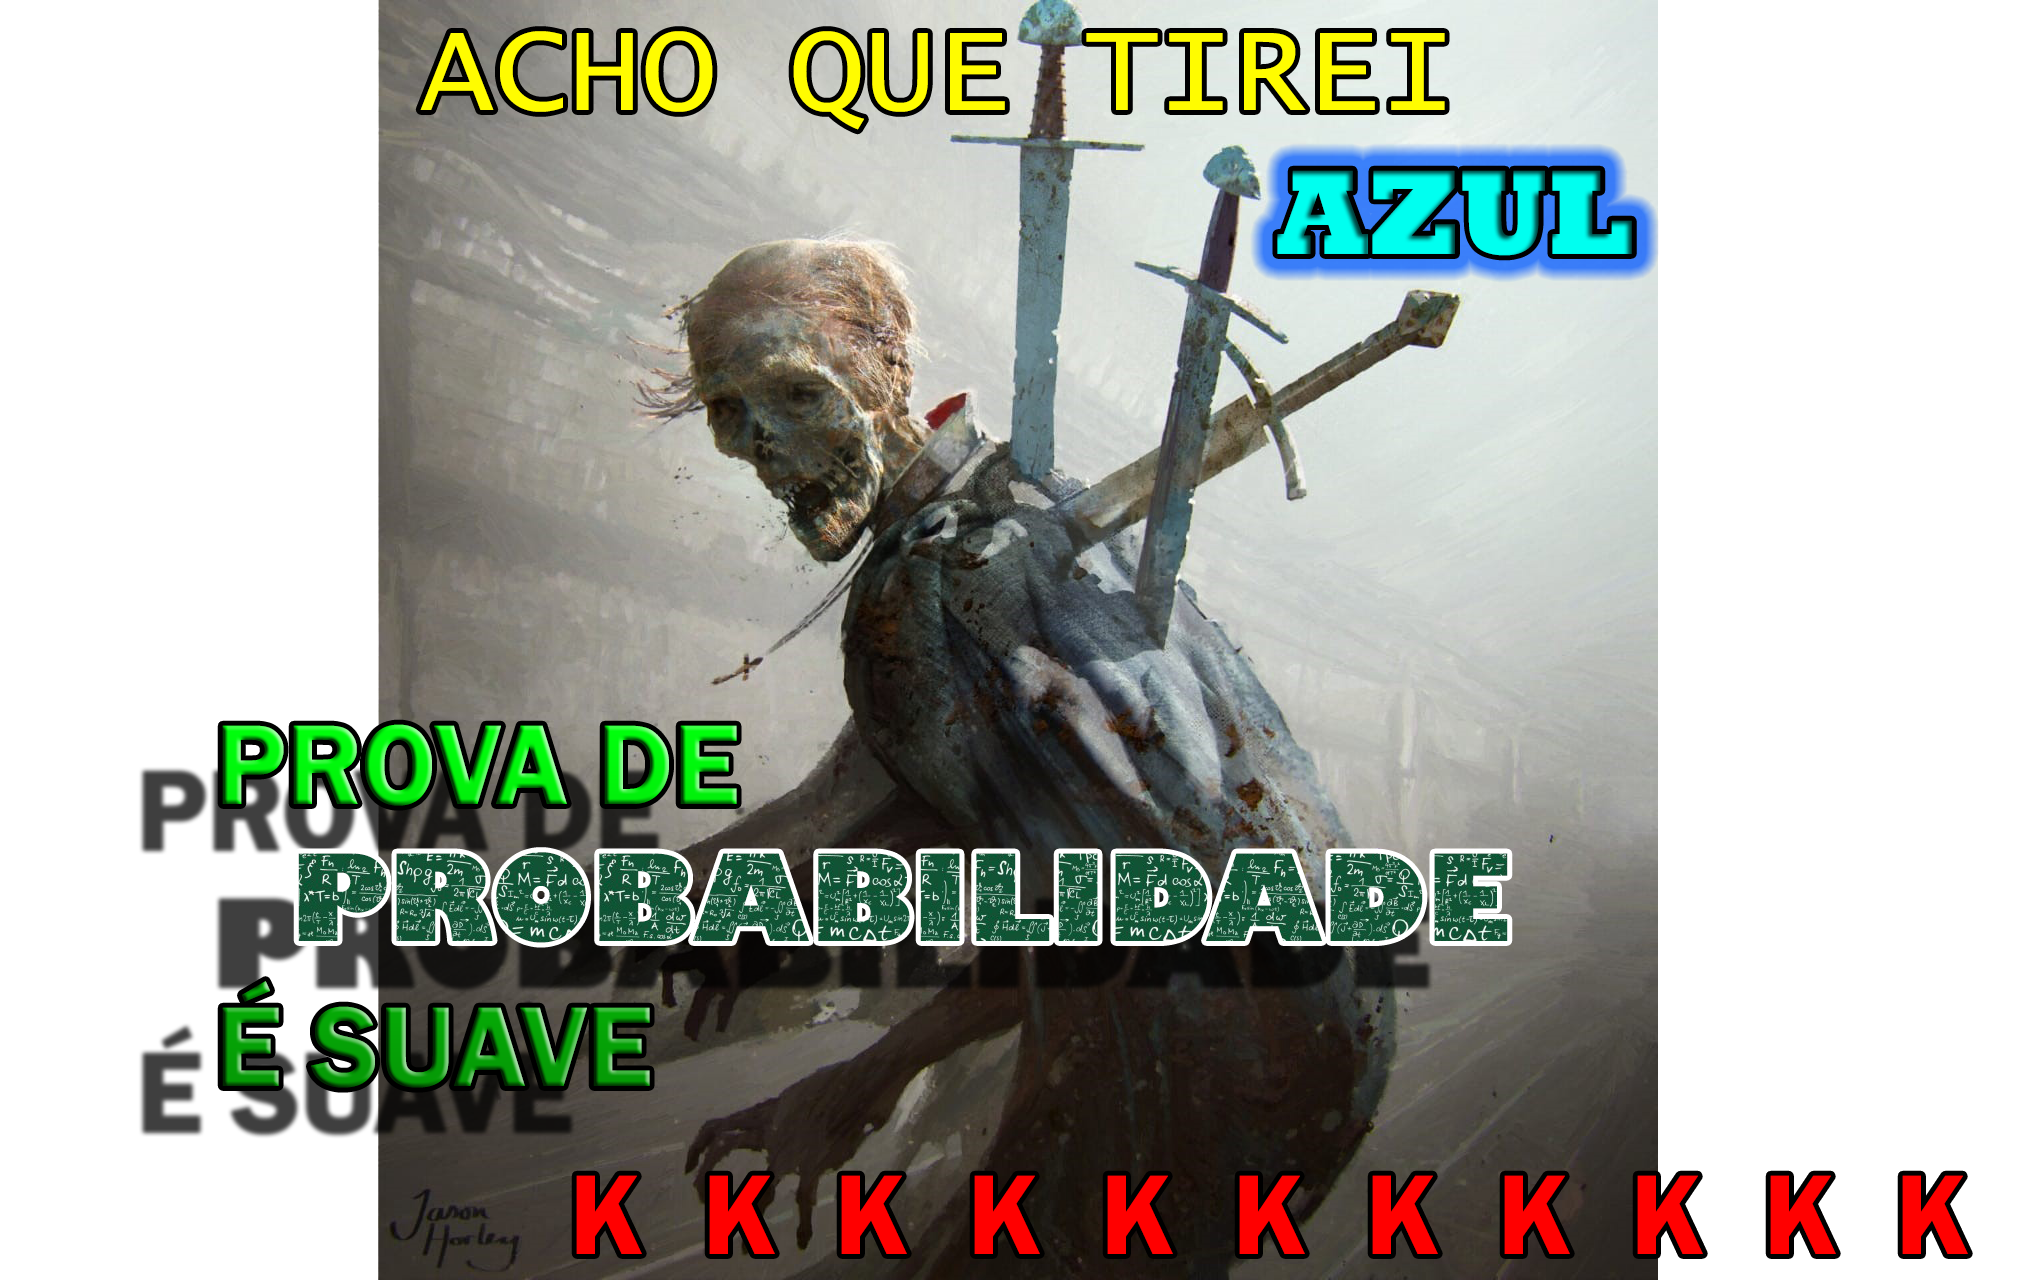 ACHO QUE TIREI
AZUL
PROVA DE
PROBABILIDADE
É SUAVE
K K K K K K K K K K K
Jason
Horley